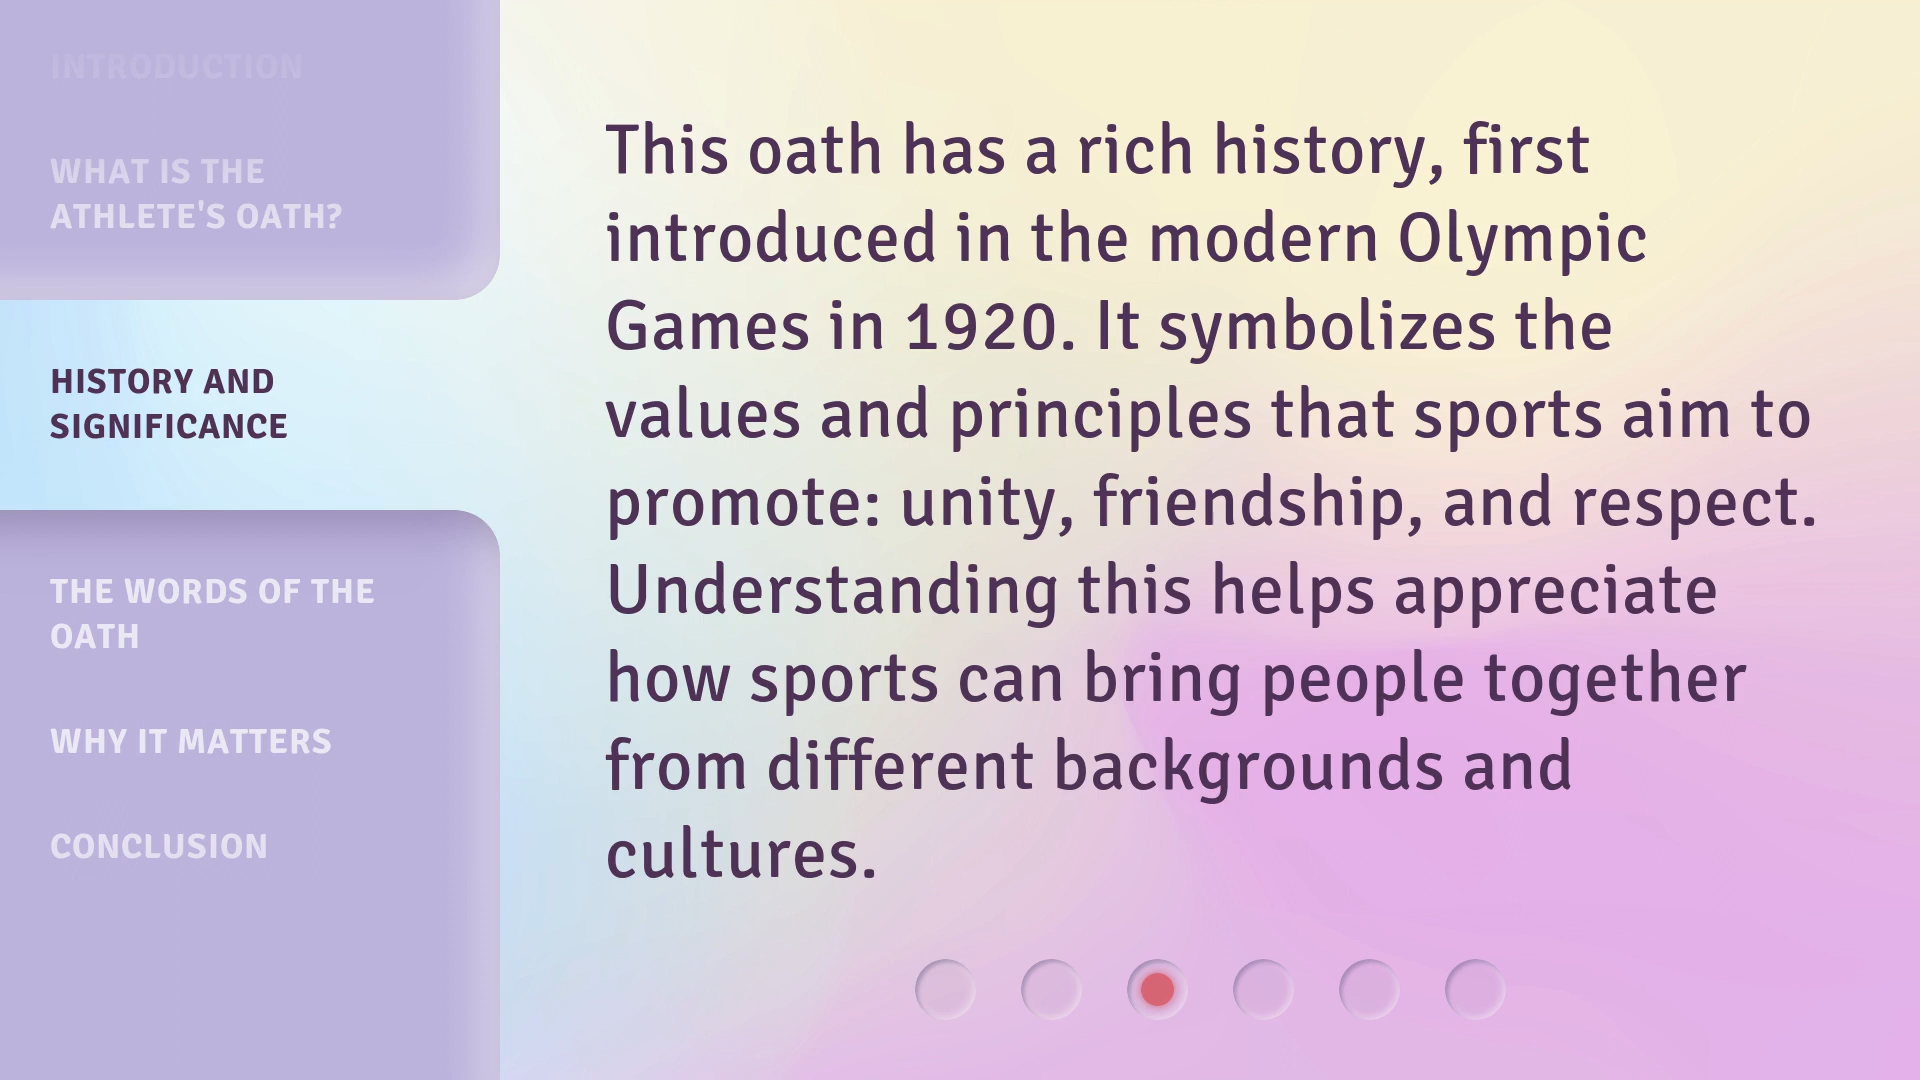 INTRODUCTION
WHAT IS THE
ATHLETE'S OATH?
HISTORY AND
SIGNIFICANCE
THE WORDS OF THE
OATH
WHY IT MATTERS
CONCLUSION
This oath has a rich history, first
introduced in the modern Olympic
Games in 1920. It symbolizes the
values and principles that sports aim to
promote: unity, friendship, and respect.
Understanding this helps appreciate
how sports can bring people together
from different backgrounds and
cultures.